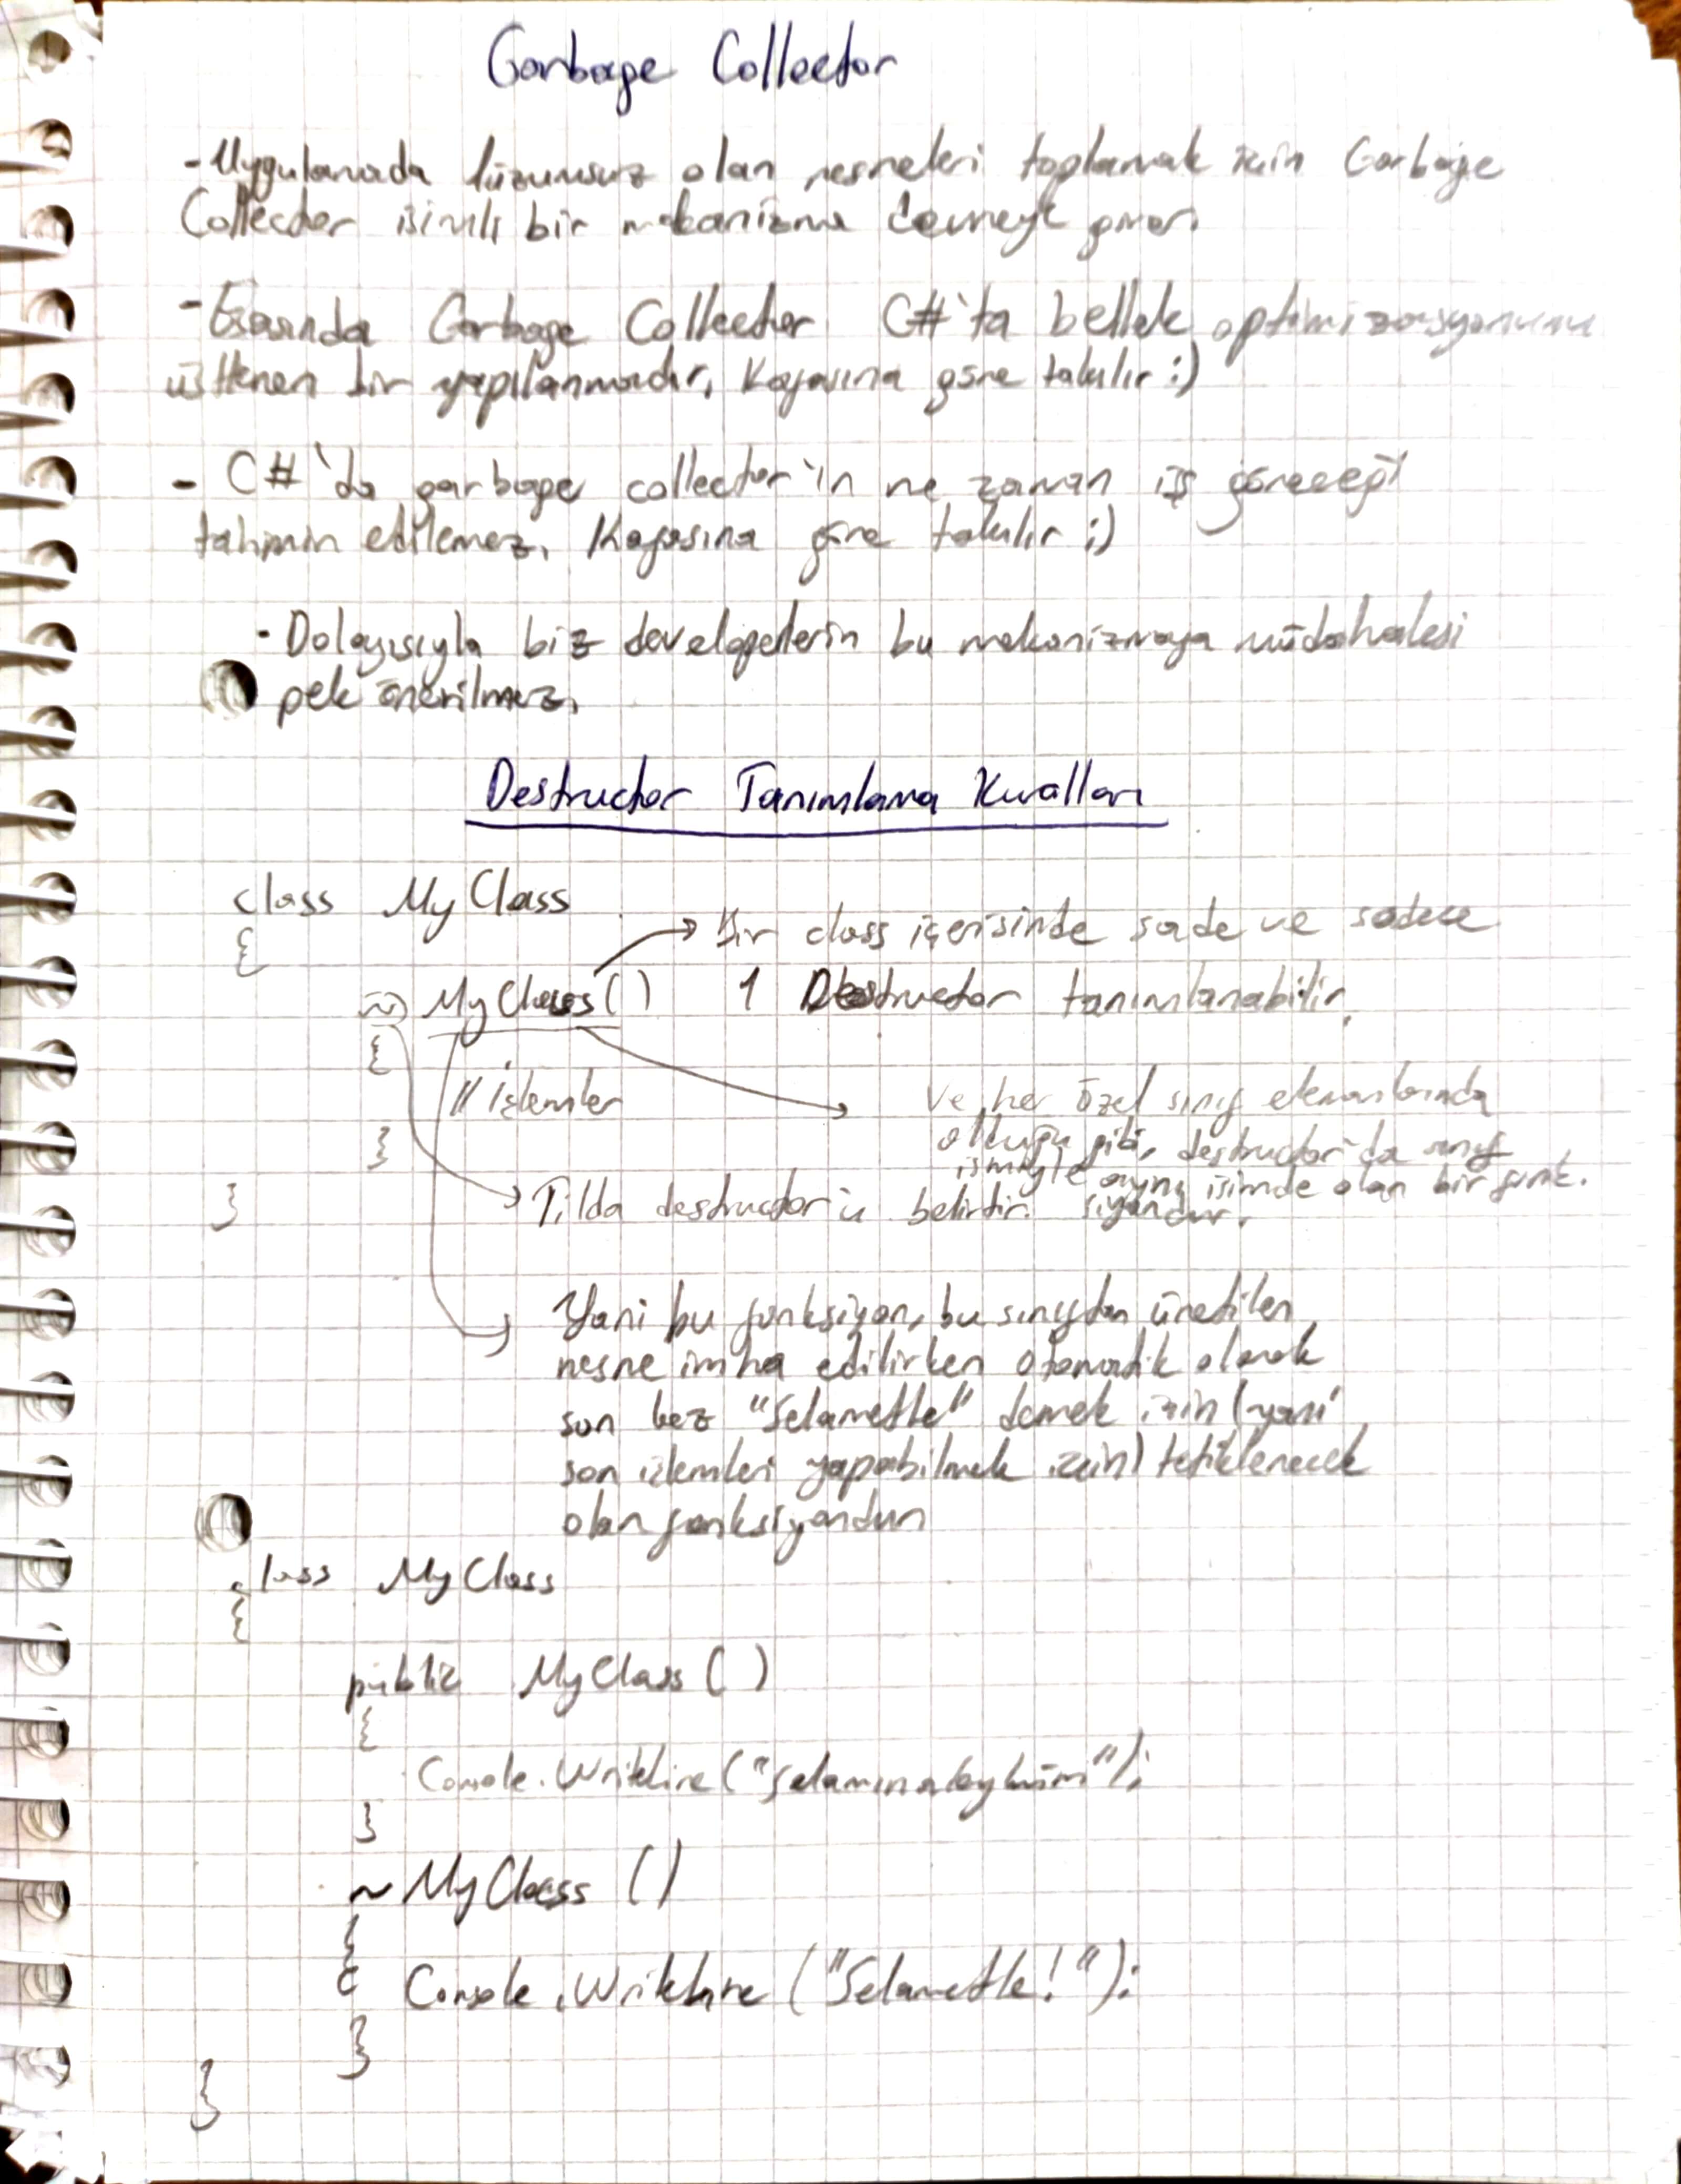 Garbage Collector
- Uygulamada lüzumsuz olan nesneleri toplamak için Garbage
Collector isimli bir mekanizma devreye girer.
- Esasında Garbage Collector C#'ta bellek optimizasyonunu
üstlenen bir yapılanmadır. Kafasına göre takılır :)
- C#'da garbage collector'ın ne zaman iş göreceği
tahmin edilemez. Kafasına göre takılır :)
- Dolayısıyla biz developerların bu mekanizmaya müdahalesi
pek önerilmez.
Destructor Tanımlama Kuralları
class MyClass
{
~ MyClass()
{
// işlemler
}
}
Bir class içerisinde sade ve sadece
1 Destructor tanımlanabilir.
Ve her özel sınıf elemanlarında
olduğu gibi, destructor'da sınıf
ismiyle aynı isimde olan bir fonk.
siyondur.
Tilda destructor'ı belirtir.
Yani bu fonksiyon, bu sınıftan üretilen
nesne imha edilirken otomatik olarak
son kez "Selametle" demek için (yani
son işlemleri yapabilmek için) tetiklenecek
olan fonksiyondur
class MyClass
{
public MyClass ( )
{
Console.WriteLine("
");
}
~ MyClass ()
{
Console.WriteLine ("Selametle!");
}
}